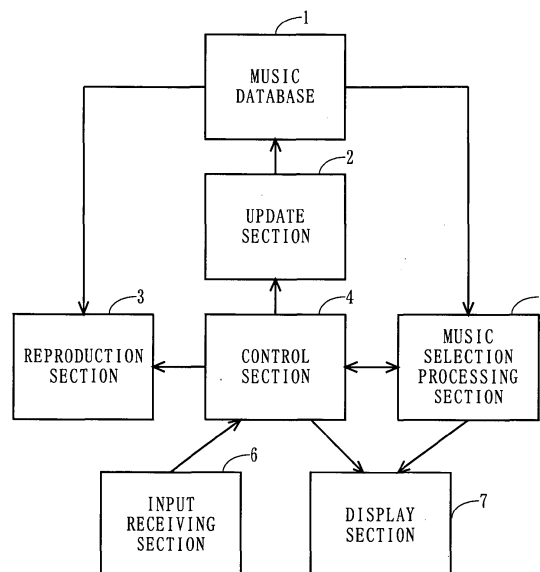 1
MUSIC
DATABASE
2
UPDATE
SECTION
3
REPRODUCTION
SECTION
4
CONTROL
SECTION
MUSIC
SELECTION
PROCESSING
SECTION
6
INPUT
RECEIVING
SECTION
DISPLAY
SECTION
7